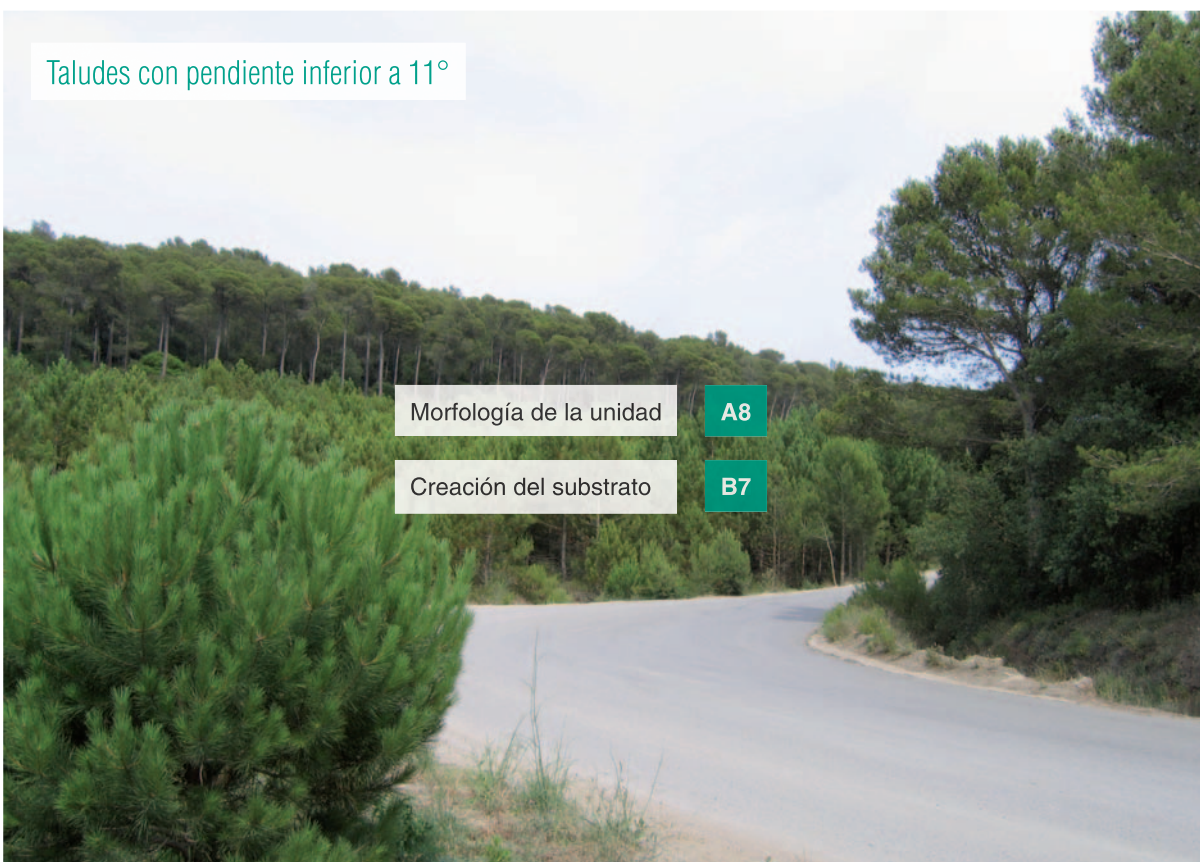 Taludes con pendiente inferior a 11°
Morfología de la unidad A8
Creación del substrato B7